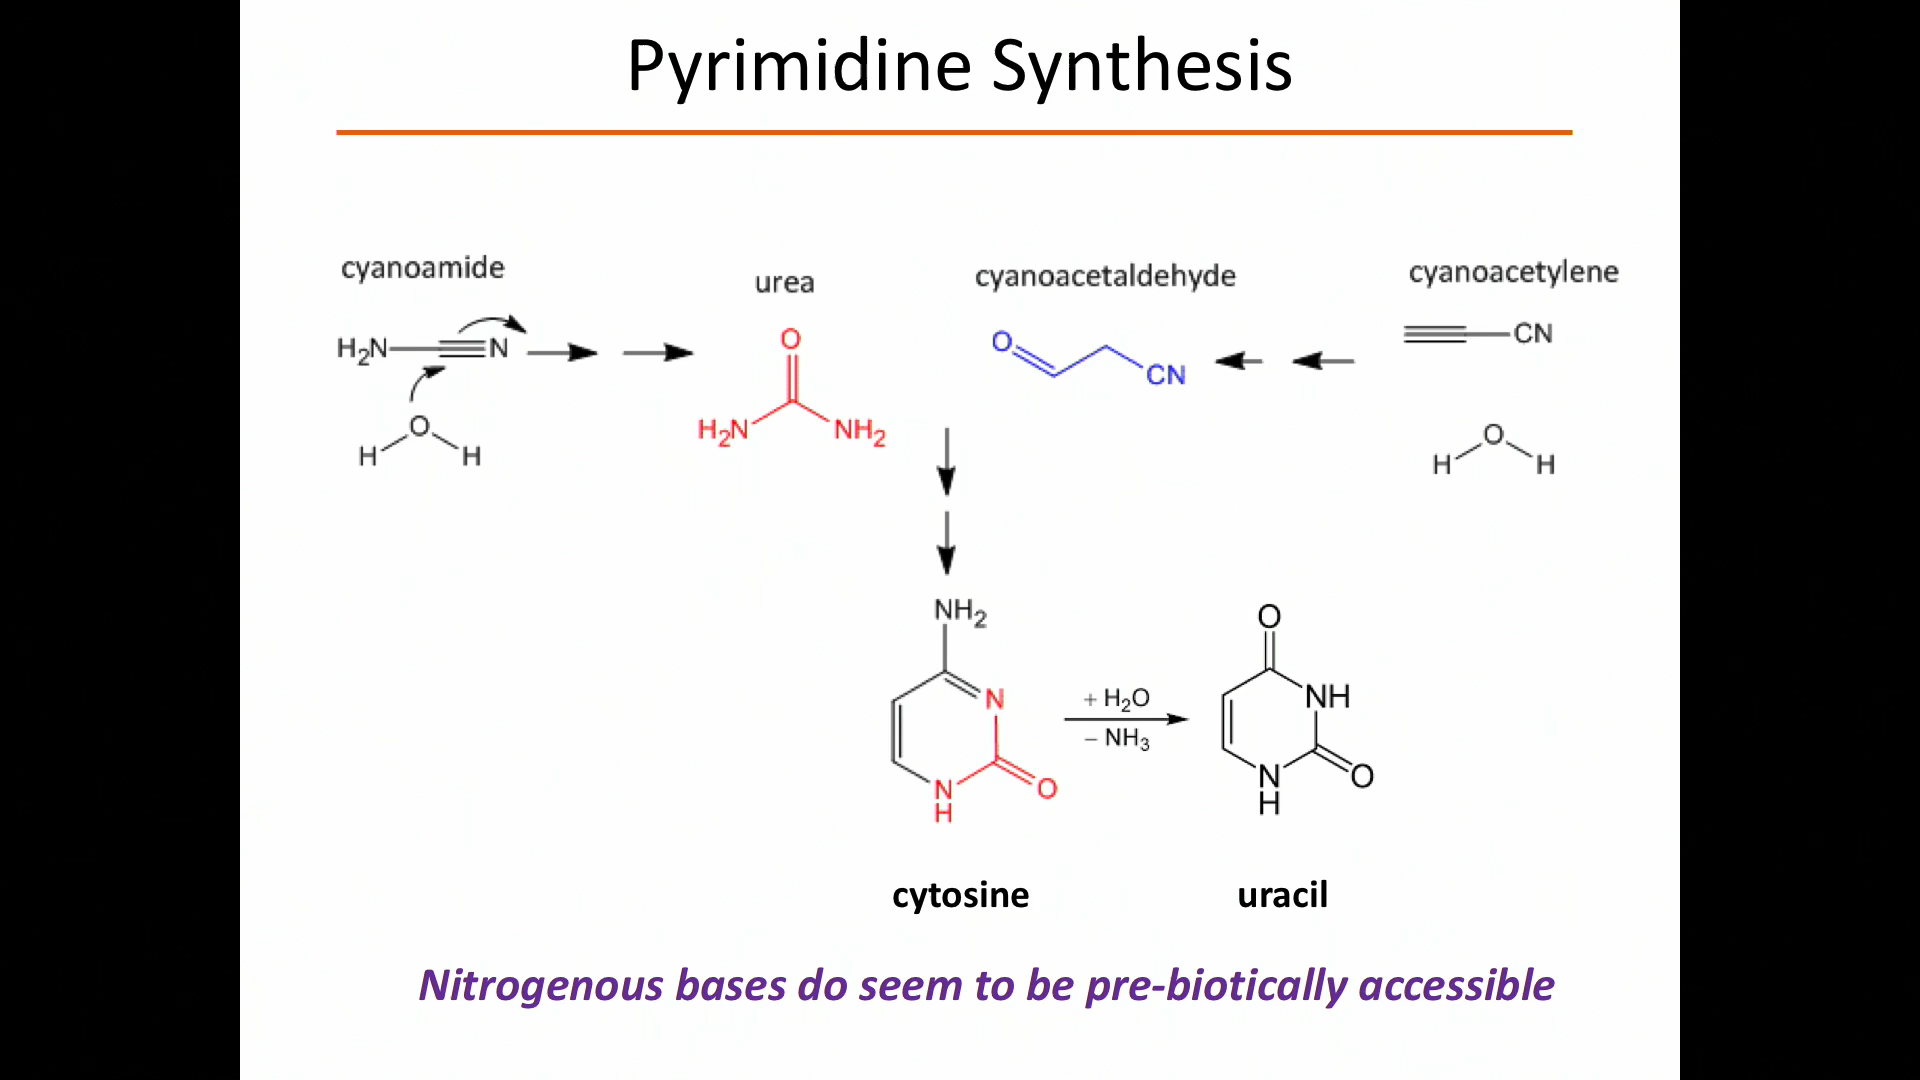 Pyrimidine Synthesis
cyanoamide
urea
cyanoacetaldehyde
cyanoacetylene
H₂N
N
O
H
H
O
H₂N
NH₂
O
CN
CN
O
H
H
NH₂
N
N
H
O
+ H₂O
– NH₃
O
NH
N
H
O
cytosine
uracil
Nitrogenous bases do seem to be pre-biotically accessible